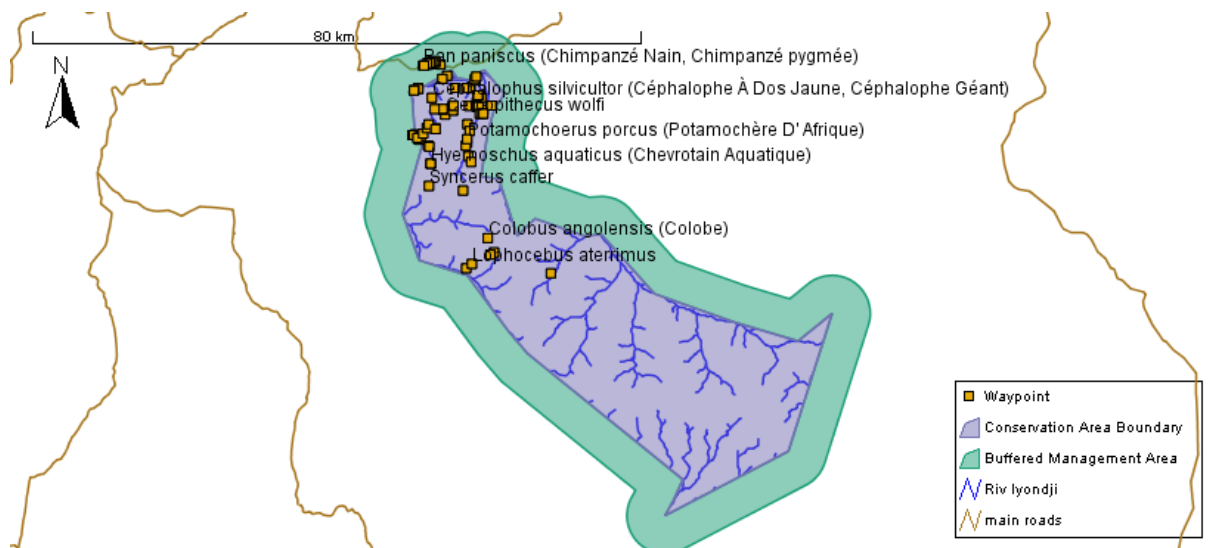 80 km
N
Pan paniscus (Chimpanzé Nain, Chimpanzé pygmée)
Céphalophus silvicultor (Céphalophe À Dos Jaune, Céphalophe Géant)
Cercopithecus wolfi
Potamochoerus porcus (Potamochère D' Afrique)
Hyemoschus aquaticus (Chevrotain Aquatique)
Syncerus caffer
Colobus angolensis (Colobe)
Lophocebus aterrimus
Waypoint
Conservation Area Boundary
Buffered Management Area
Riv Iyondji
main roads